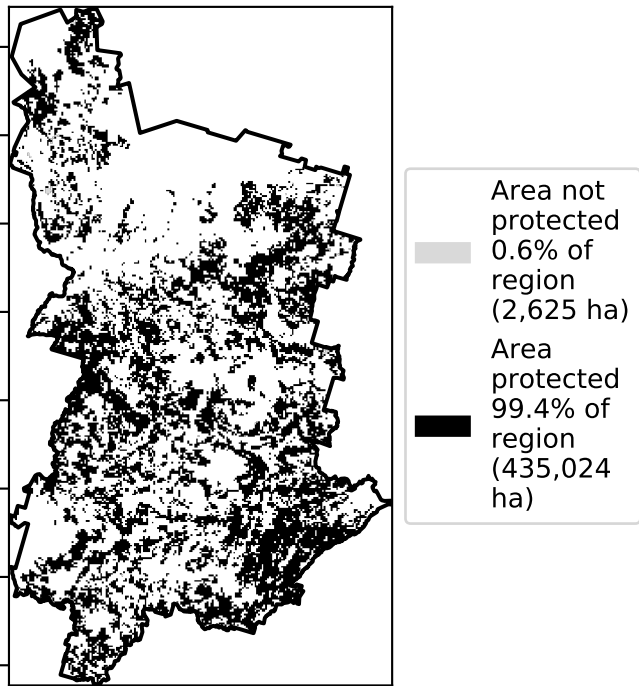 Area not
protected
0.6% of
region
(2,625 ha)
Area
protected
99.4% of
region
(435,024
ha)